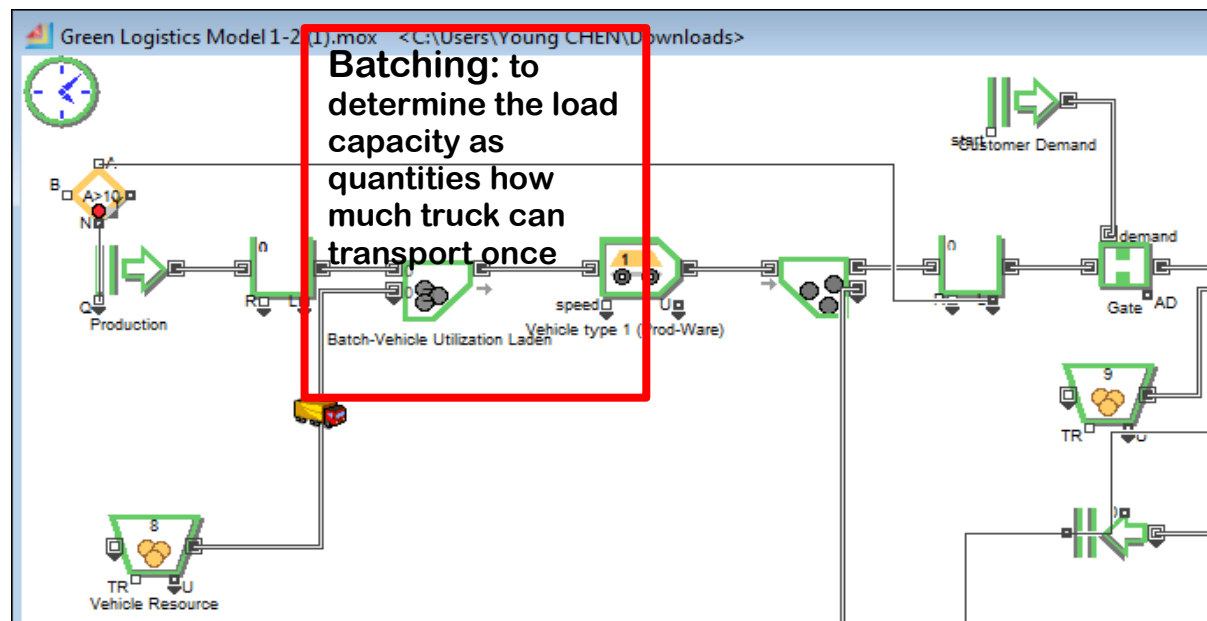 Green Logistics Model 1-2 (1).mox <C:\Users\Young CHEN\Downloads>
Batching: to
determine the load
capacity as
quantities how
much truck can
transport once
start
Customer Demand
A
B
A>10
N
0
0
0
1
0
demand
Q
R
L
speed
U
L
Gate
AD
Production
Batch-Vehicle Utilization Laden
Vehicle type 1 (Prod-Ware)
9
TR
U
8
TR
U
Vehicle Resource